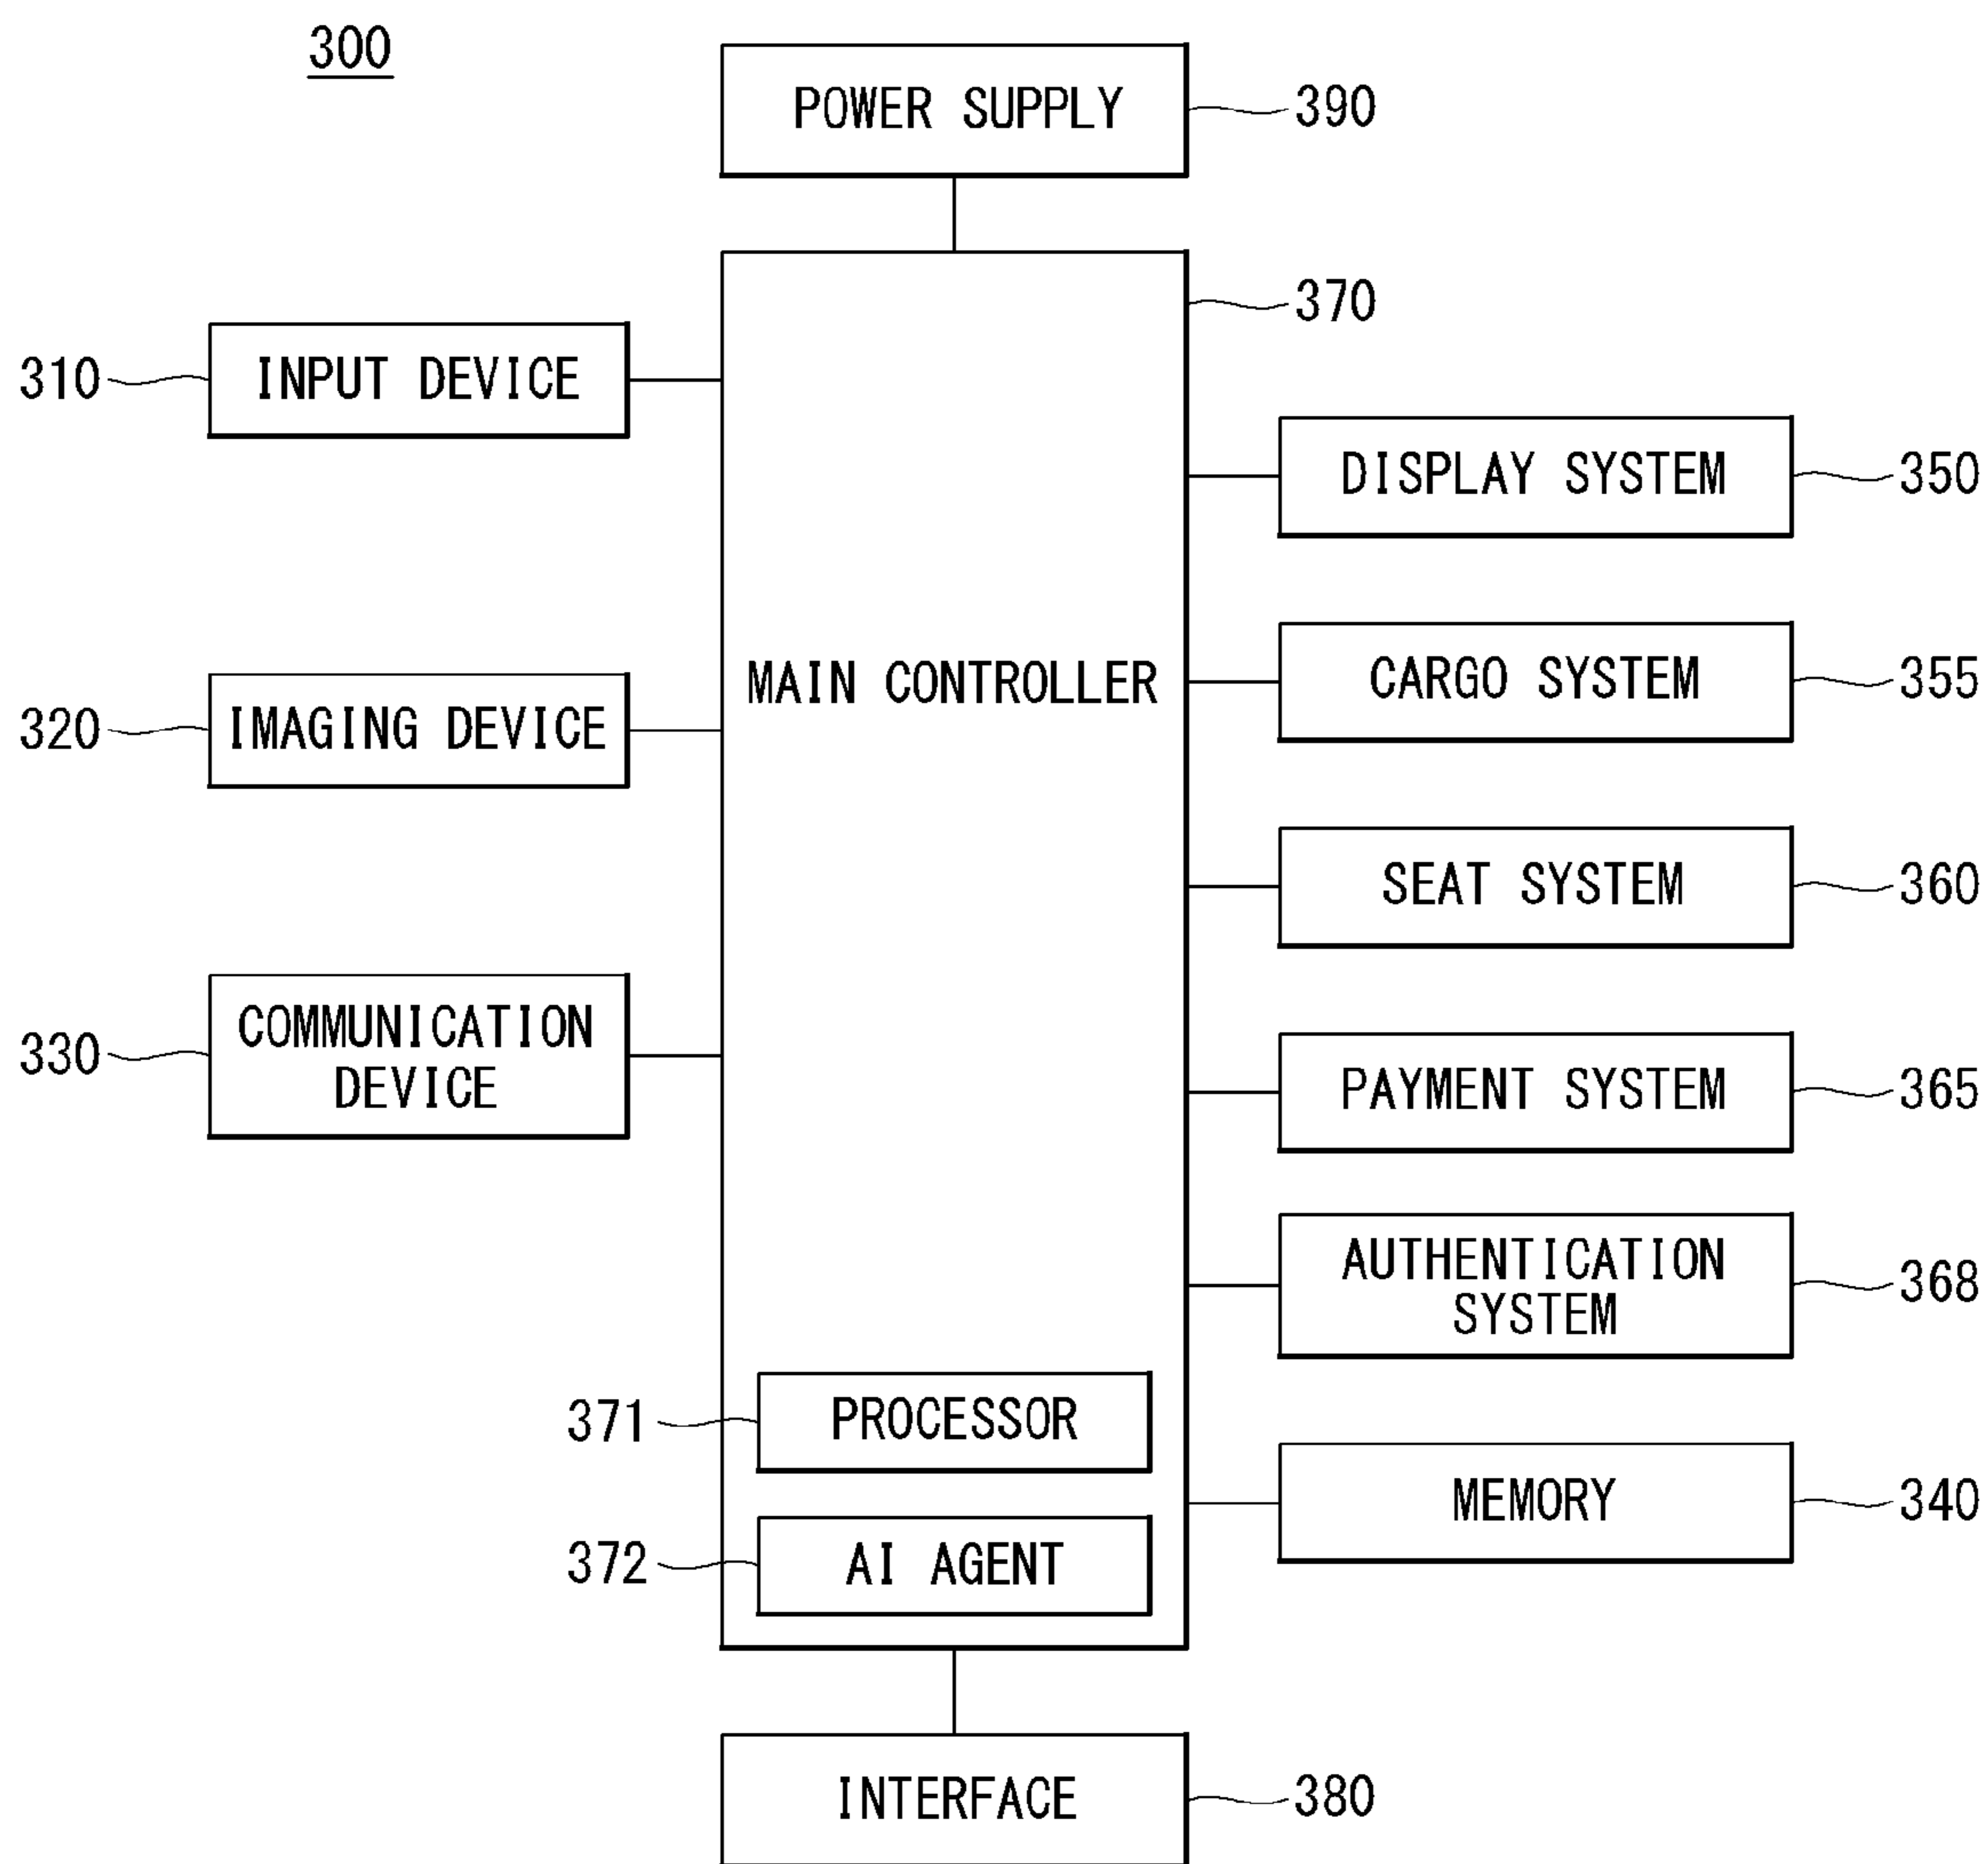 300
POWER SUPPLY
390
370
310
INPUT DEVICE
DISPLAY SYSTEM
350
MAIN CONTROLLER
CARGO SYSTEM
355
320
IMAGING DEVICE
SEAT SYSTEM
360
330
COMMUNICATION
DEVICE
PAYMENT SYSTEM
365
AUTHENTICATION
SYSTEM
368
371
PROCESSOR
MEMORY
340
372
AI AGENT
INTERFACE
380